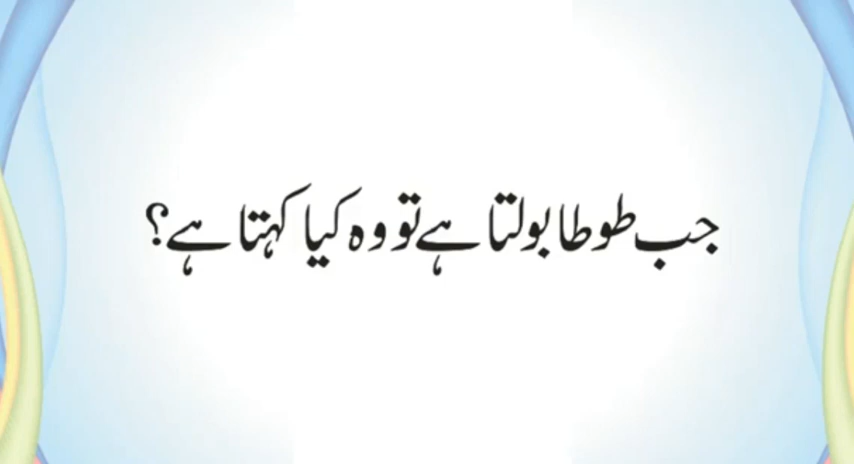 جب طوطا بولتا ہے تو وہ کیا کہتا ہے؟